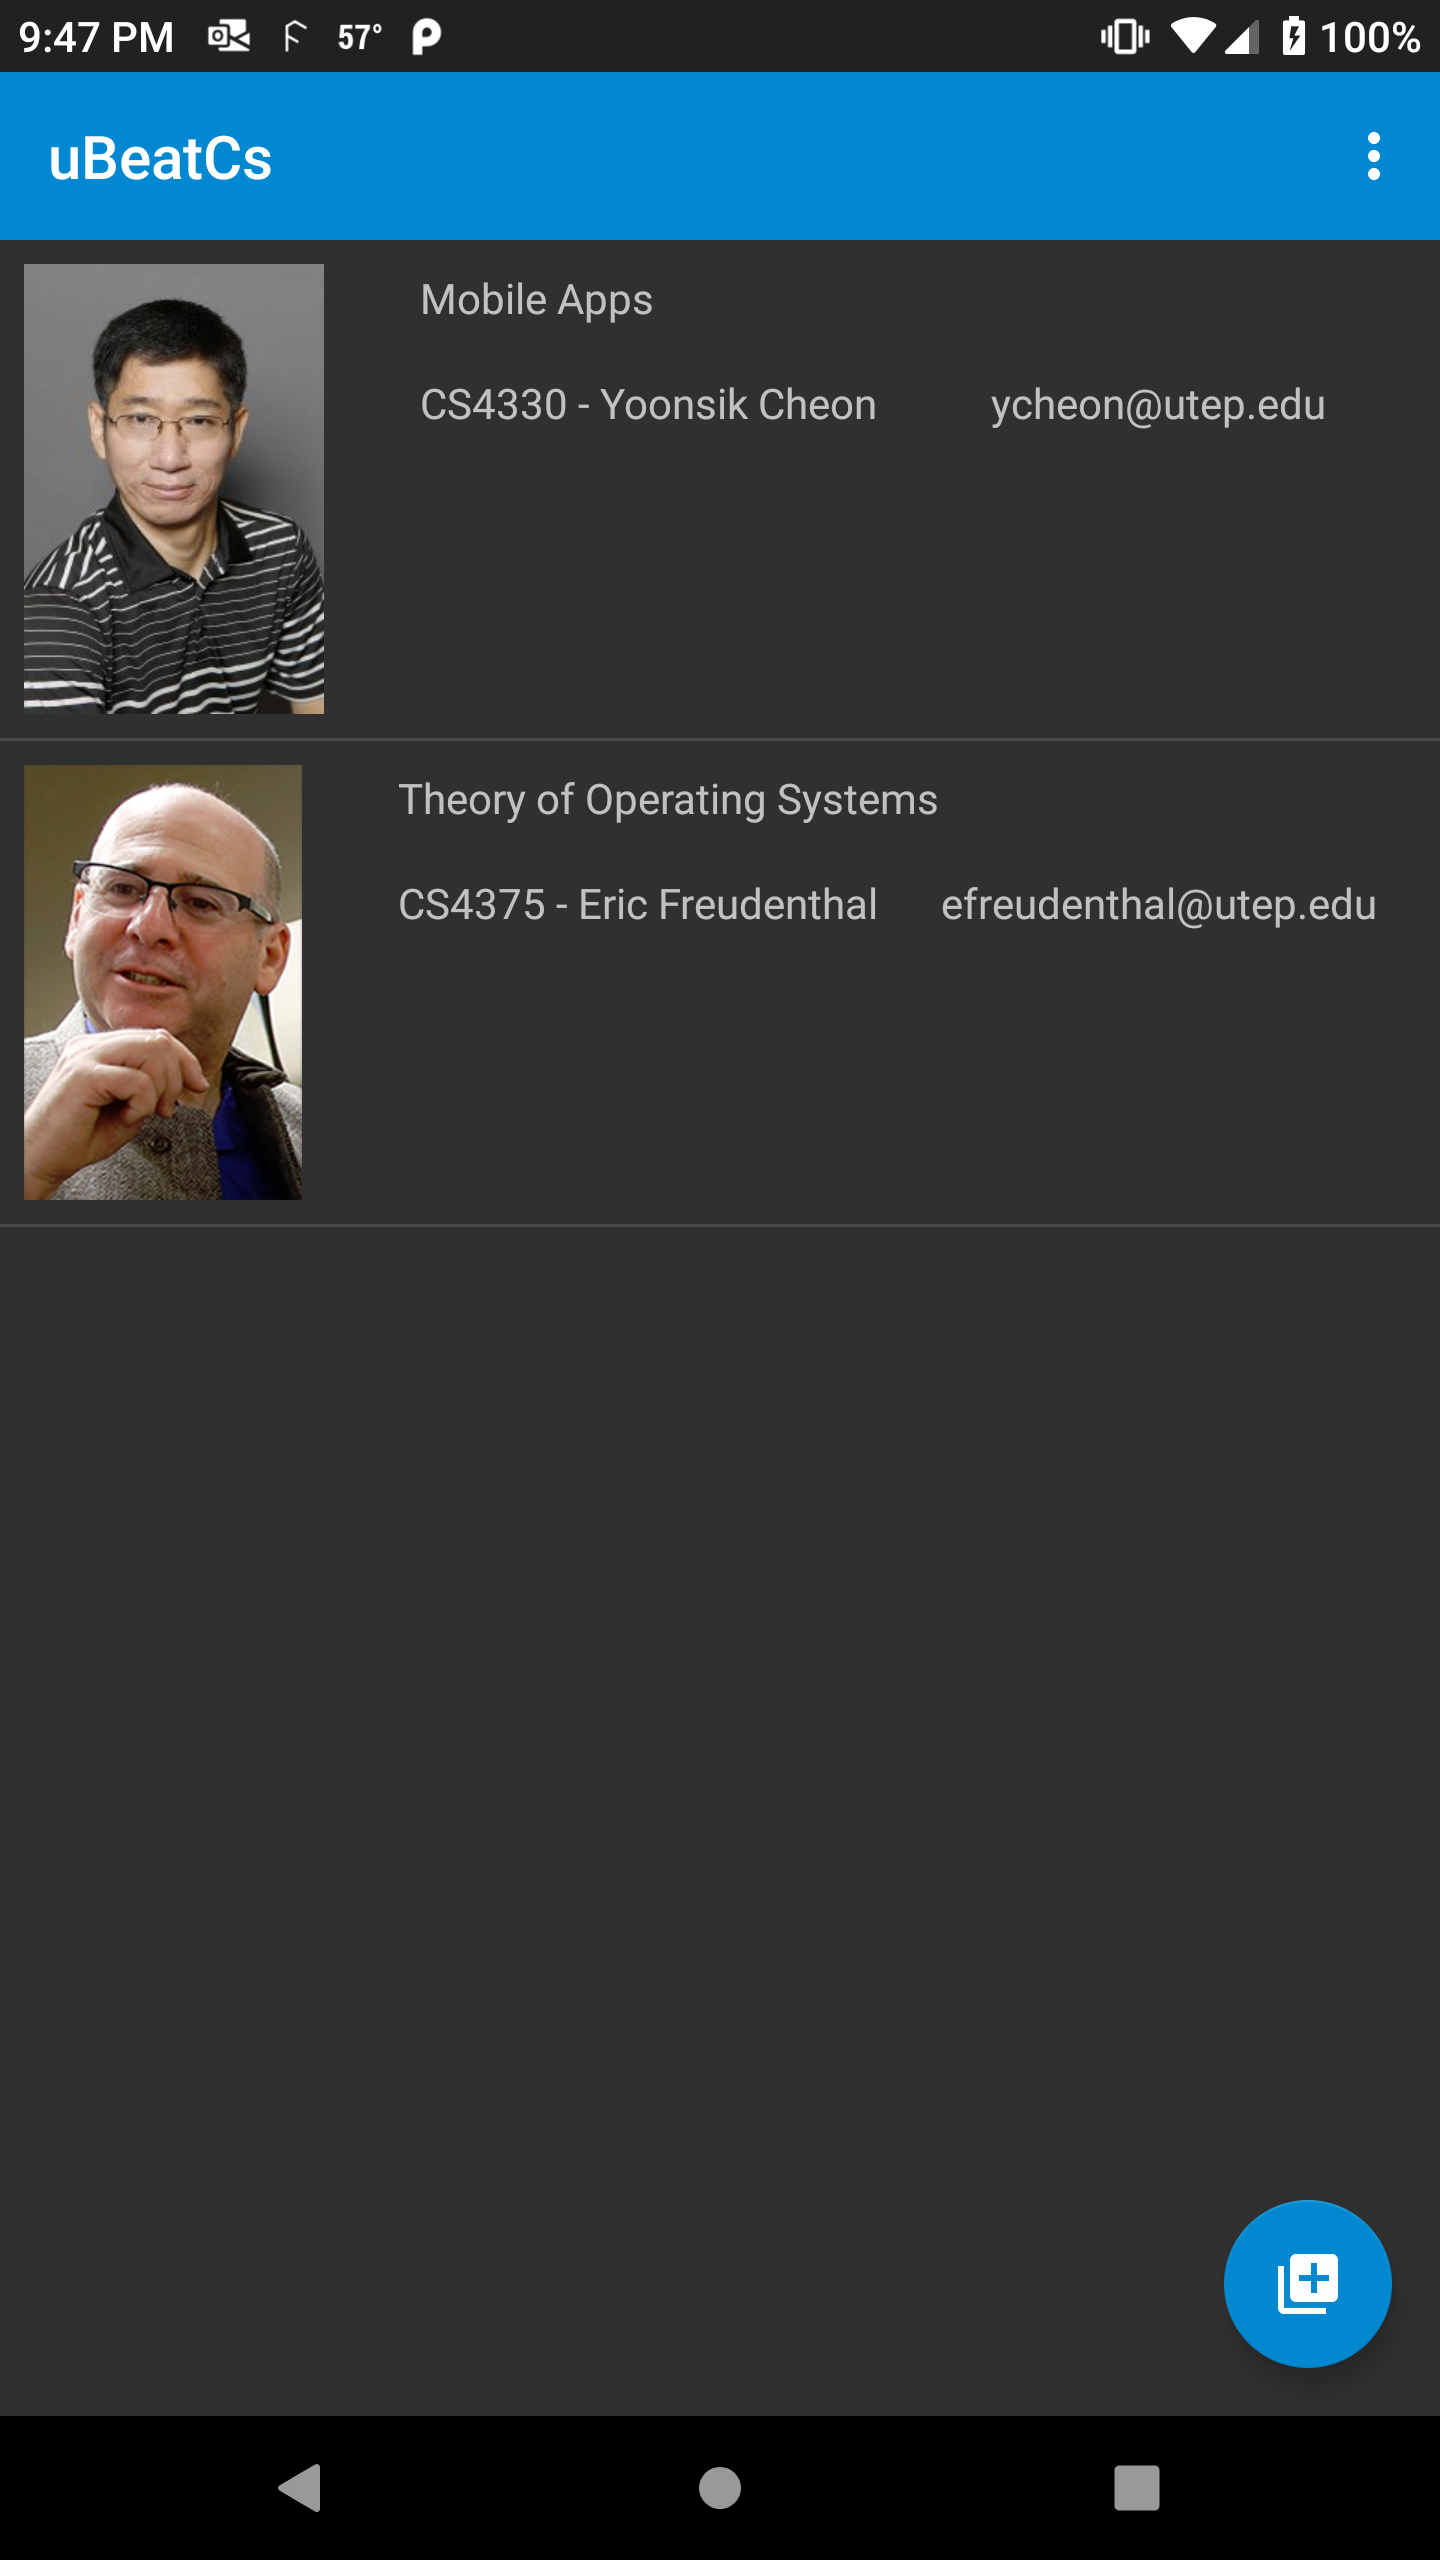 9:47 PM 57° 100%
uBeatCs
Mobile Apps
CS4330 - Yoonsik Cheon ycheon@utep.edu
Theory of Operating Systems
CS4375 - Eric Freudenthal efreudenthal@utep.edu